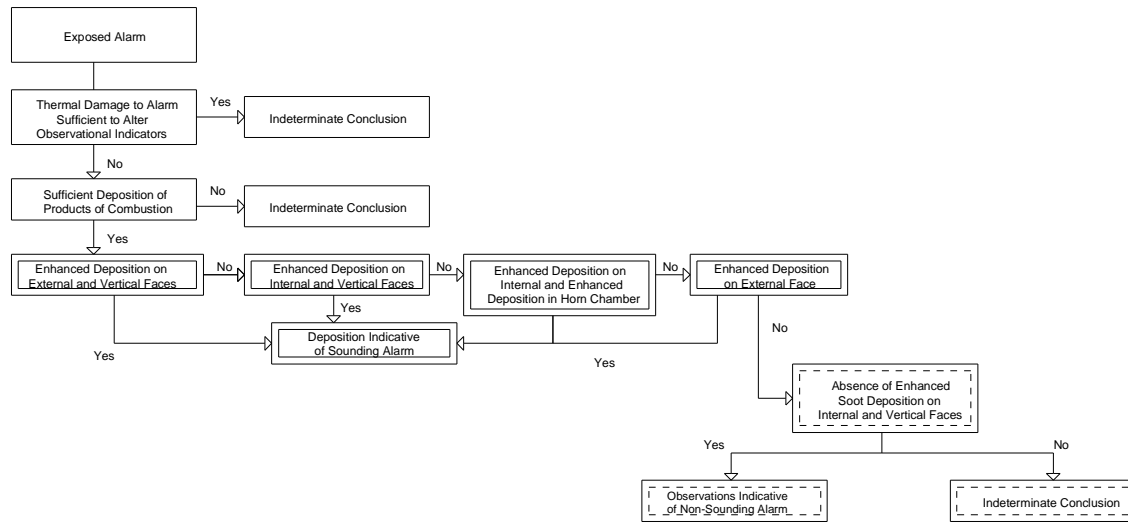 Exposed Alarm
Thermal Damage to Alarm
Sufficient to Alter
Observational Indicators
Yes
Indeterminate Conclusion
No
Sufficient Deposition of
Products of Combustion
No
Indeterminate Conclusion
Yes
Enhanced Deposition on
External and Vertical Faces
No
Enhanced Deposition on
Internal and Vertical Faces
No
Enhanced Deposition on
Internal and Enhanced
Deposition in Horn Chamber
No
Enhanced Deposition
on External Face
Yes
Yes
Deposition Indicative
of Sounding Alarm
Yes
No
Absence of Enhanced
Soot Deposition on
Internal and Vertical Faces
Yes
No
Observations Indicative
of Non-Sounding Alarm
Indeterminate Conclusion